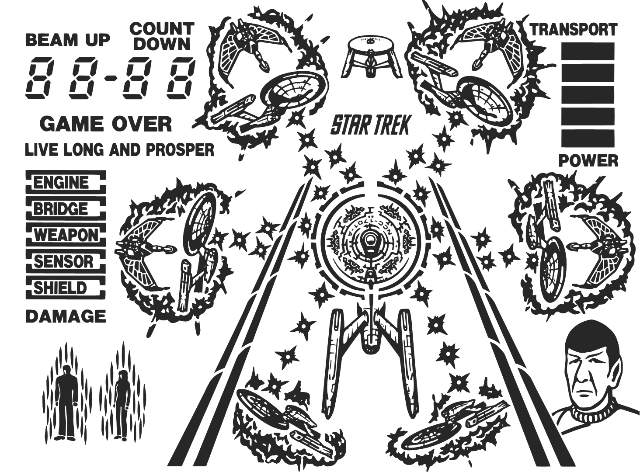 BEAM UP
COUNT
DOWN
88-88
GAME OVER
LIVE LONG AND PROSPER
ENGINE
BRIDGE
WEAPON
SENSOR
SHIELD
DAMAGE
STAR TREK
TRANSPORT
POWER